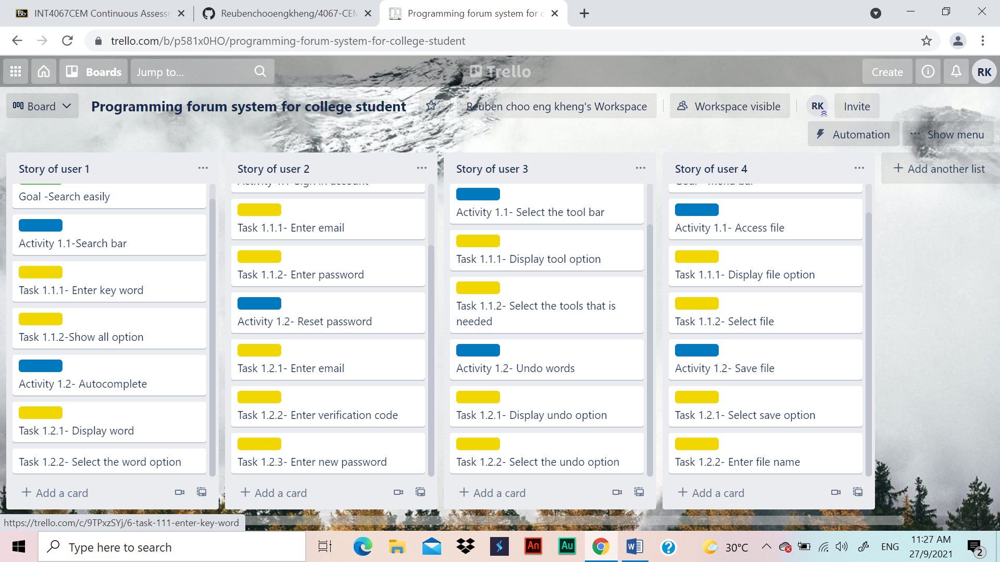 INT4067CEM Continuous Assessn
Reubenchooengkheng/4067-CEM
Programming forum system for c
trello.com/b/p581x0HO/programming-forum-system-for-college-student
Boards
Jump to...
Trello
Create
RK
Board
Programming forum system for college student
Reuben choo eng kheng's Workspace
Workspace visible
RK
Invite
Automation
Show menu
Story of user 1
Goal -Search easily
Activity 1.1-Search bar
Task 1.1.1- Enter key word
Task 1.1.2-Show all option
Activity 1.2- Autocomplete
Task 1.2.1- Display word
Task 1.2.2- Select the word option
Add a card
Story of user 2
Activity 1.1-Sign in account
Task 1.1.1- Enter email
Task 1.1.2- Enter password
Activity 1.2- Reset password
Task 1.2.1- Enter email
Task 1.2.2- Enter verification code
Task 1.2.3- Enter new password
Add a card
Story of user 3
Activity 1.1- Select the tool bar
Task 1.1.1- Display tool option
Task 1.1.2- Select the tools that is
needed
Activity 1.2- Undo words
Task 1.2.1- Display undo option
Task 1.2.2- Select the undo option
Add a card
Story of user 4
Goal - Menu bar
Activity 1.1- Access file
Task 1.1.1- Display file option
Task 1.1.2- Select file
Activity 1.2- Save file
Task 1.2.1- Select save option
Task 1.2.2- Enter file name
Add a card
Add another list
https://trello.com/c/9TPxzSYj/6-task-111-enter-key-word
Type here to search
An
Au
30°C
ENG
11:27 AM
27/9/2021
2